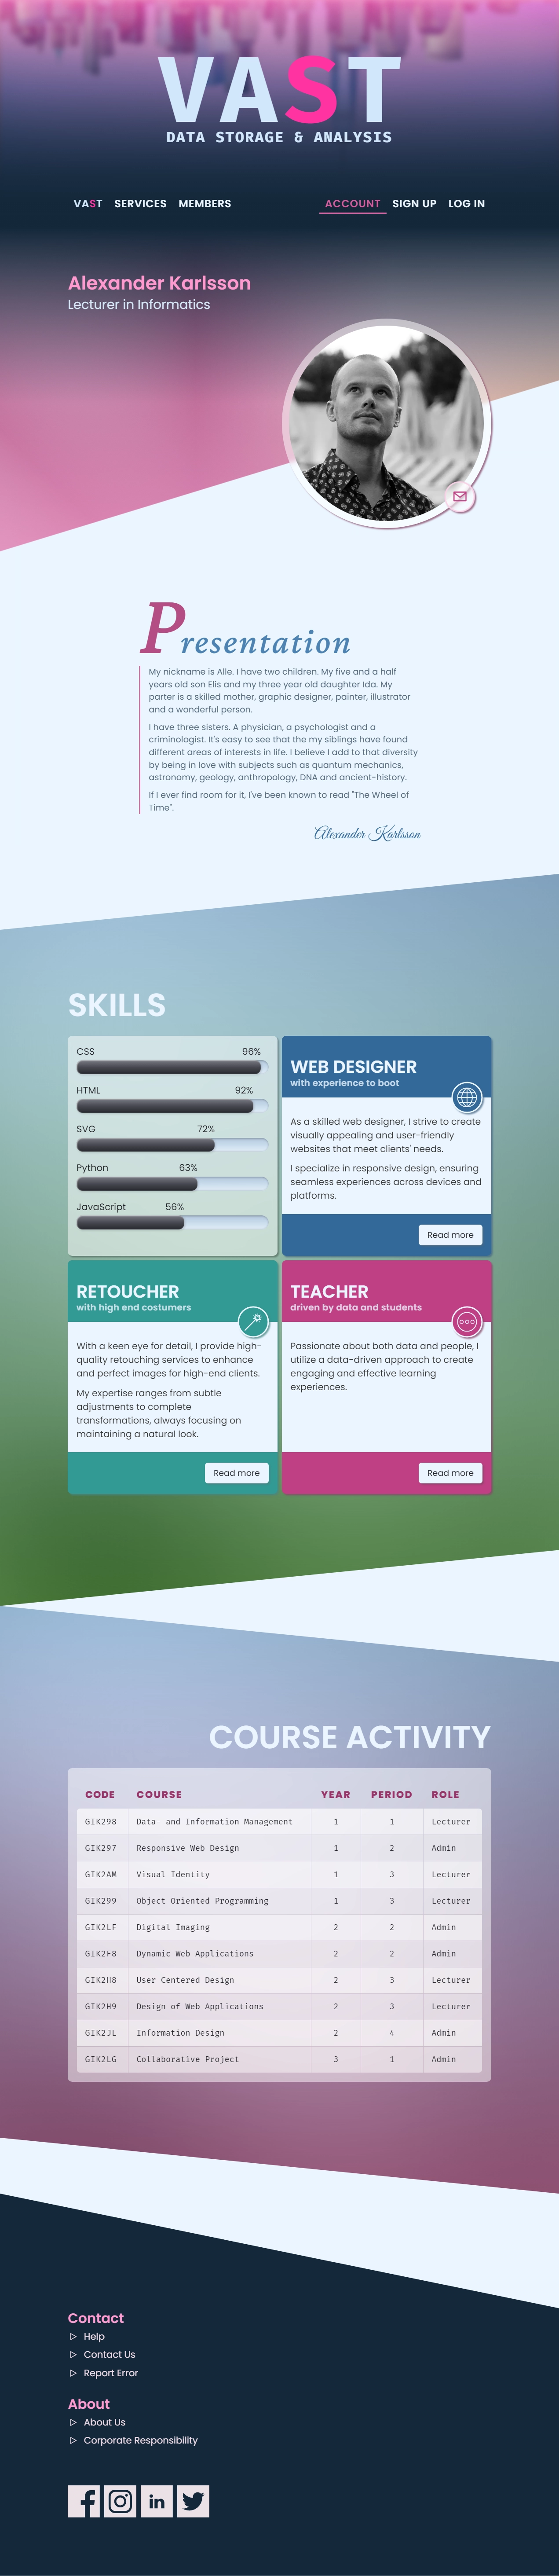 VAST
DATA STORAGE & ANALYSIS
VAST SERVICES MEMBERS ACCOUNT SIGN UP LOG IN
Alexander Karlsson
Lecturer in Informatics
Presentation
My nickname is Alle. I have two children. My five and a half
years old son Elis and my three year old daughter Ida. My
parter is a skilled mother, graphic designer, painter, illustrator
and a wonderful person.
I have three sisters. A physician, a psychologist and a
criminologist. It's easy to see that the my siblings have found
different areas of interests in life. I believe I add to that diversity
by being in love with subjects such as quantum mechanics,
astronomy, geology, anthropology, DNA and ancient-history.
If I ever find room for it, I've been known to read "The Wheel of
Time".
Alexander Karlsson
SKILLS
CSS 96%
HTML 92%
SVG 72%
Python 63%
JavaScript 56%
WEB DESIGNER
with experience to boot
As a skilled web designer, I strive to create
visually appealing and user-friendly
websites that meet clients' needs.
I specialize in responsive design, ensuring
seamless experiences across devices and
platforms.
Read more
RETOUCHER
with high end costumers
With a keen eye for detail, I provide high-
quality retouching services to enhance
and perfect images for high-end clients.
My expertise ranges from subtle
adjustments to complete
transformations, always focusing on
maintaining a natural look.
Read more
TEACHER
driven by data and students
Passionate about both data and people, I
utilize a data-driven approach to create
engaging and effective learning
experiences.
Read more
COURSE ACTIVITY
CODE COURSE YEAR PERIOD ROLE
GIK298 Data- and Information Management 1 1 Lecturer
GIK297 Responsive Web Design 1 2 Admin
GIK2AM Visual Identity 1 3 Lecturer
GIK299 Object Oriented Programming 1 3 Lecturer
GIK2LF Digital Imaging 2 2 Admin
GIK2F8 Dynamic Web Applications 2 2 Admin
GIK2H8 User Centered Design 2 3 Lecturer
GIK2H9 Design of Web Applications 2 3 Lecturer
GIK2JL Information Design 2 4 Admin
GIK2LG Collaborative Project 3 1 Admin
Contact
Help
Contact Us
Report Error
About
About Us
Corporate Responsibility